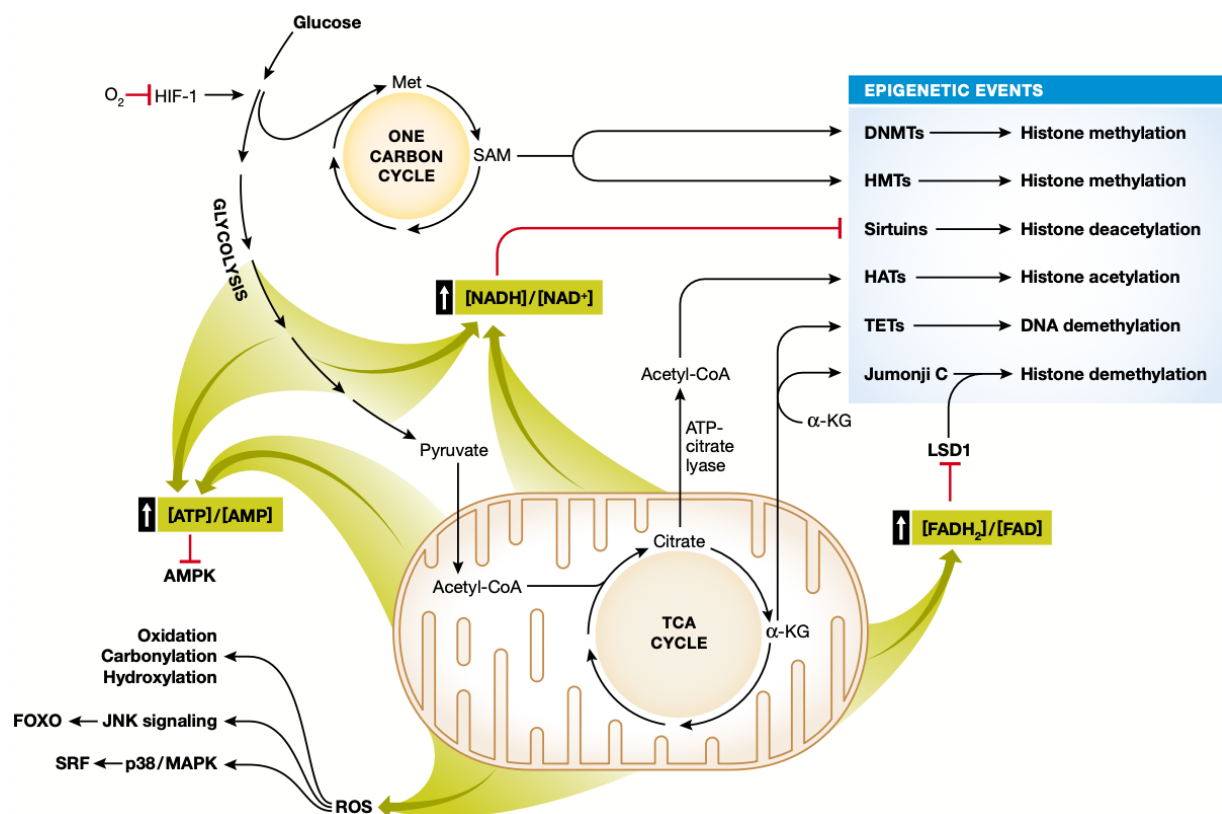 Glucose
O₂ HIF-1
Met
ONE
CARBON
CYCLE
SAM
GLYCOLYSIS
EPIGENETIC EVENTS
DNMTs Histone methylation
HMTs Histone methylation
Sirtuins Histone deacetylation
HATs Histone acetylation
TETs DNA demethylation
Jumonji C Histone demethylation
[NADH]/[NAD⁺]
Acetyl-CoA
α-KG
ATP-
citrate
lyase
LSD1
Pyruvate
[ATP]/[AMP]
AMPK
[FADH₂]/[FAD]
Citrate
Acetyl-CoA
TCA
CYCLE
α-KG
Oxidation
Carbonylation
Hydroxylation
FOXO JNK signaling
SRF p38/MAPK
ROS